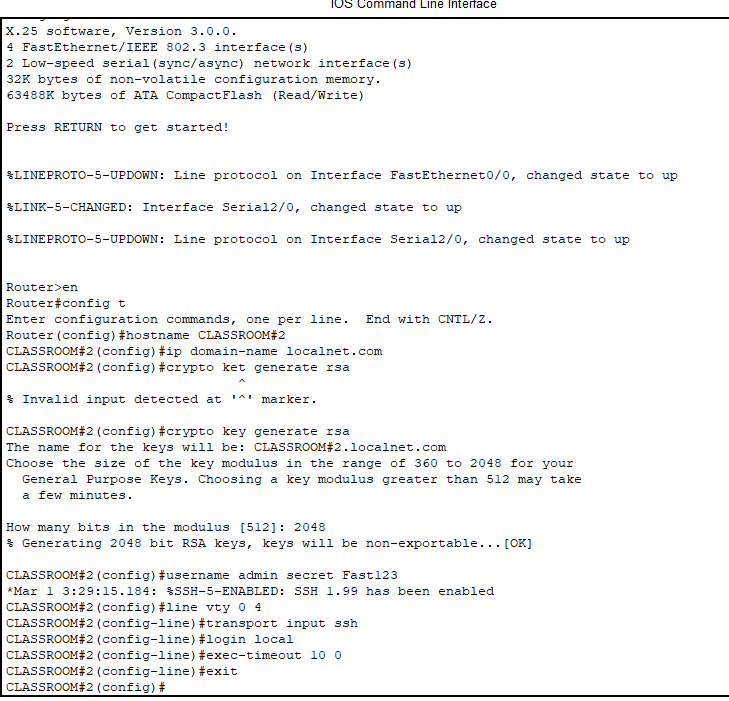 IOS Command Line Interface
X.25 software, Version 3.0.0.
4 FastEthernet/IEEE 802.3 interface(s)
2 Low-speed serial(sync/async) network interface(s)
32K bytes of non-volatile configuration memory.
63488K bytes of ATA CompactFlash (Read/Write)
Press RETURN to get started!
%LINEPROTO-5-UPDOWN: Line protocol on Interface FastEthernet0/0, changed state to up
%LINK-5-CHANGED: Interface Serial2/0, changed state to up
%LINEPROTO-5-UPDOWN: Line protocol on Interface Serial2/0, changed state to up
Router>en
Router#config t
Enter configuration commands, one per line.  End with CNTL/Z.
Router(config)#hostname CLASSROOM#2
CLASSROOM#2(config)#ip domain-name localnet.com
CLASSROOM#2(config)#crypto ket generate rsa
^
% Invalid input detected at '^' marker.
CLASSROOM#2(config)#crypto key generate rsa
The name for the keys will be: CLASSROOM#2.localnet.com
Choose the size of the key modulus in the range of 360 to 2048 for your
General Purpose Keys. Choosing a key modulus greater than 512 may take
a few minutes.
How many bits in the modulus [512]: 2048
% Generating 2048 bit RSA keys, keys will be non-exportable...[OK]
CLASSROOM#2(config)#username admin secret Fast123
*Mar 1 3:29:15.184: %SSH-5-ENABLED: SSH 1.99 has been enabled
CLASSROOM#2(config)#line vty 0 4
CLASSROOM#2(config-line)#transport input ssh
CLASSROOM#2(config-line)#login local
CLASSROOM#2(config-line)#exec-timeout 10 0
CLASSROOM#2(config-line)#exit
CLASSROOM#2(config)#